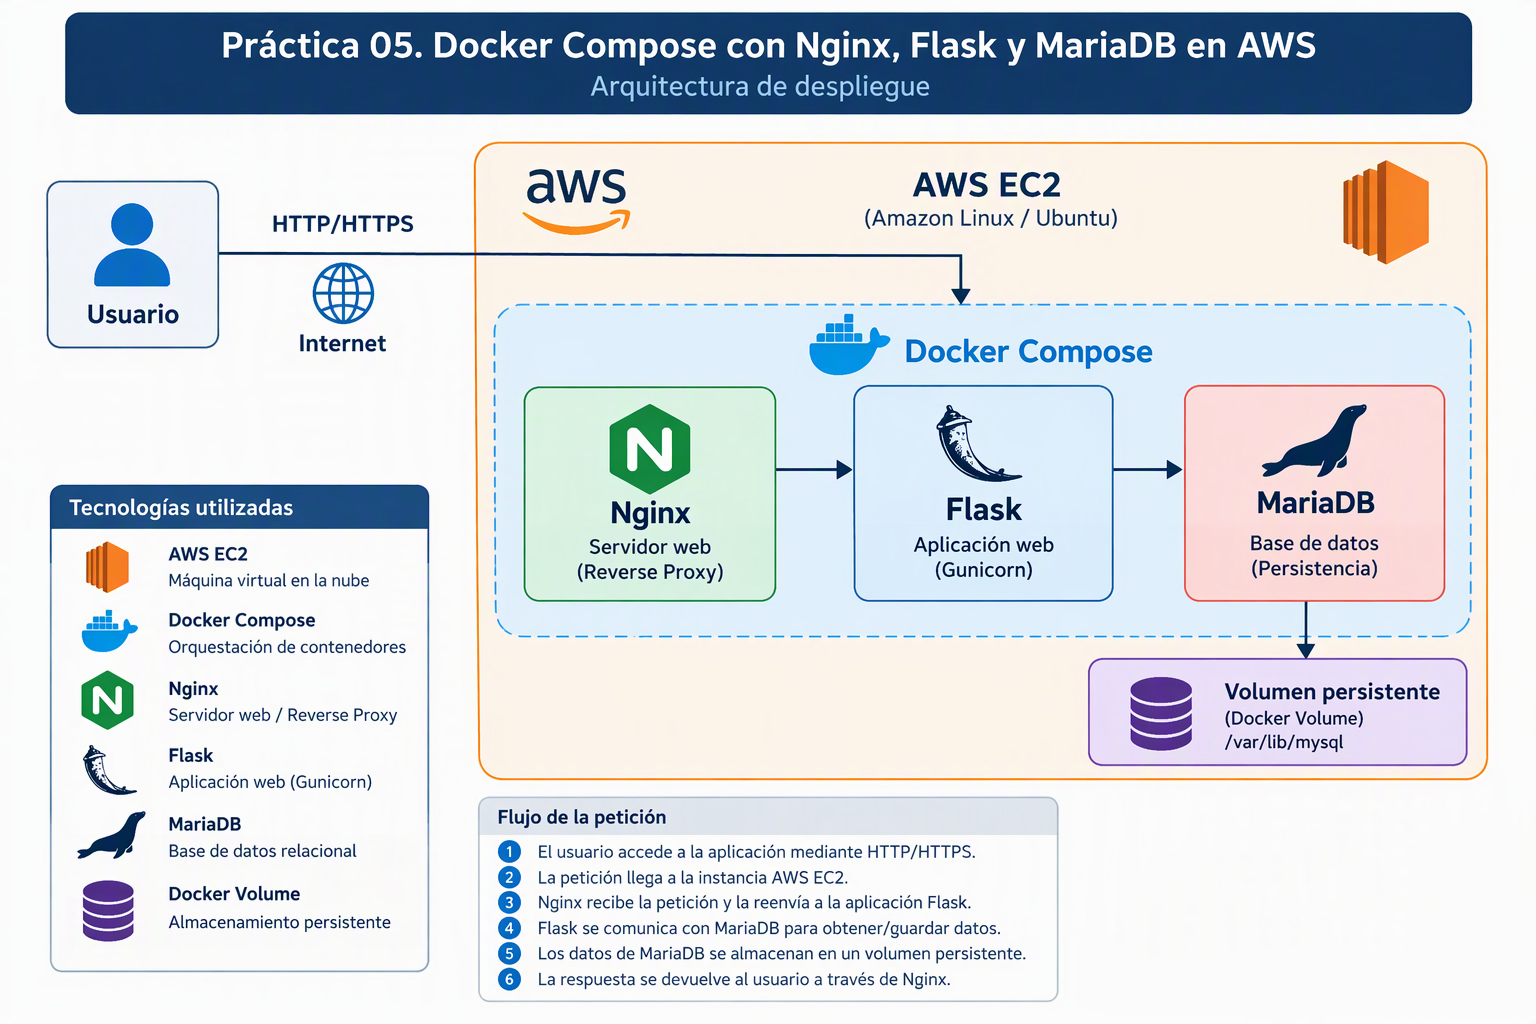 Práctica 05. Docker Compose con Nginx, Flask y MariaDB en AWS
Arquitectura de despliegue
Usuario
HTTP/HTTPS
Internet
aws
AWS EC2
(Amazon Linux / Ubuntu)
Docker Compose
N
Nginx
Servidor web
(Reverse Proxy)
Flask
Aplicación web
(Gunicorn)
MariaDB
Base de datos
(Persistencia)
Volumen persistente
(Docker Volume)
/var/lib/mysql
Tecnologías utilizadas
AWS EC2
Máquina virtual en la nube
Docker Compose
Orquestación de contenedores
N
Nginx
Servidor web / Reverse Proxy
Flask
Aplicación web (Gunicorn)
MariaDB
Base de datos relacional
Docker Volume
Almacenamiento persistente
Flujo de la petición
1 El usuario accede a la aplicación mediante HTTP/HTTPS.
2 La petición llega a la instancia AWS EC2.
3 Nginx recibe la petición y la reenvía a la aplicación Flask.
4 Flask se comunica con MariaDB para obtener/guardar datos.
5 Los datos de MariaDB se almacenan en un volumen persistente.
6 La respuesta se devuelve al usuario a través de Nginx.